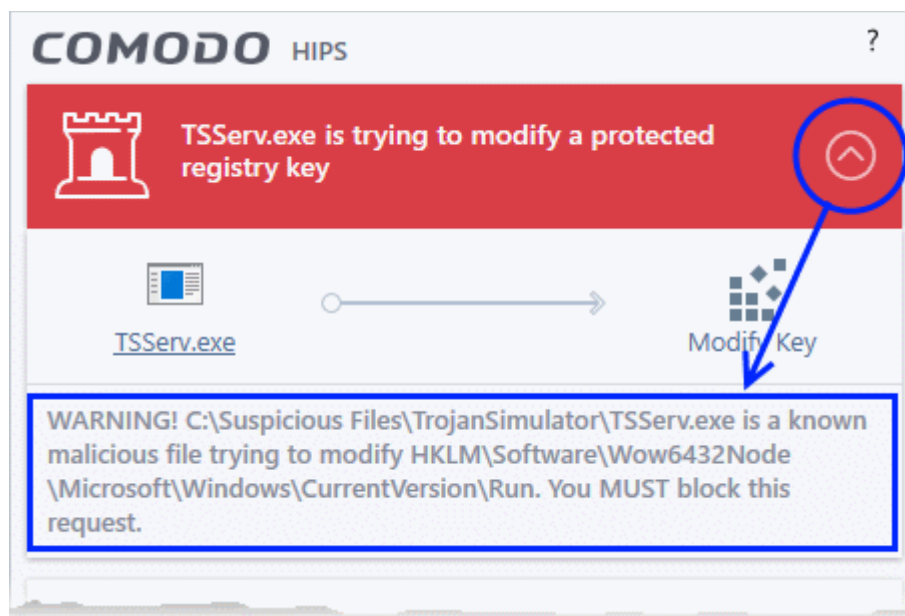 COMODO HIPS ?
TSServ.exe is trying to modify a protected
registry key
TSServ.exe
Modify Key
WARNING! C:\Suspicious Files\TrojanSimulator\TSServ.exe is a known
malicious file trying to modify HKLM\Software\Wow6432Node
\Microsoft\Windows\CurrentVersion\Run. You MUST block this
request.